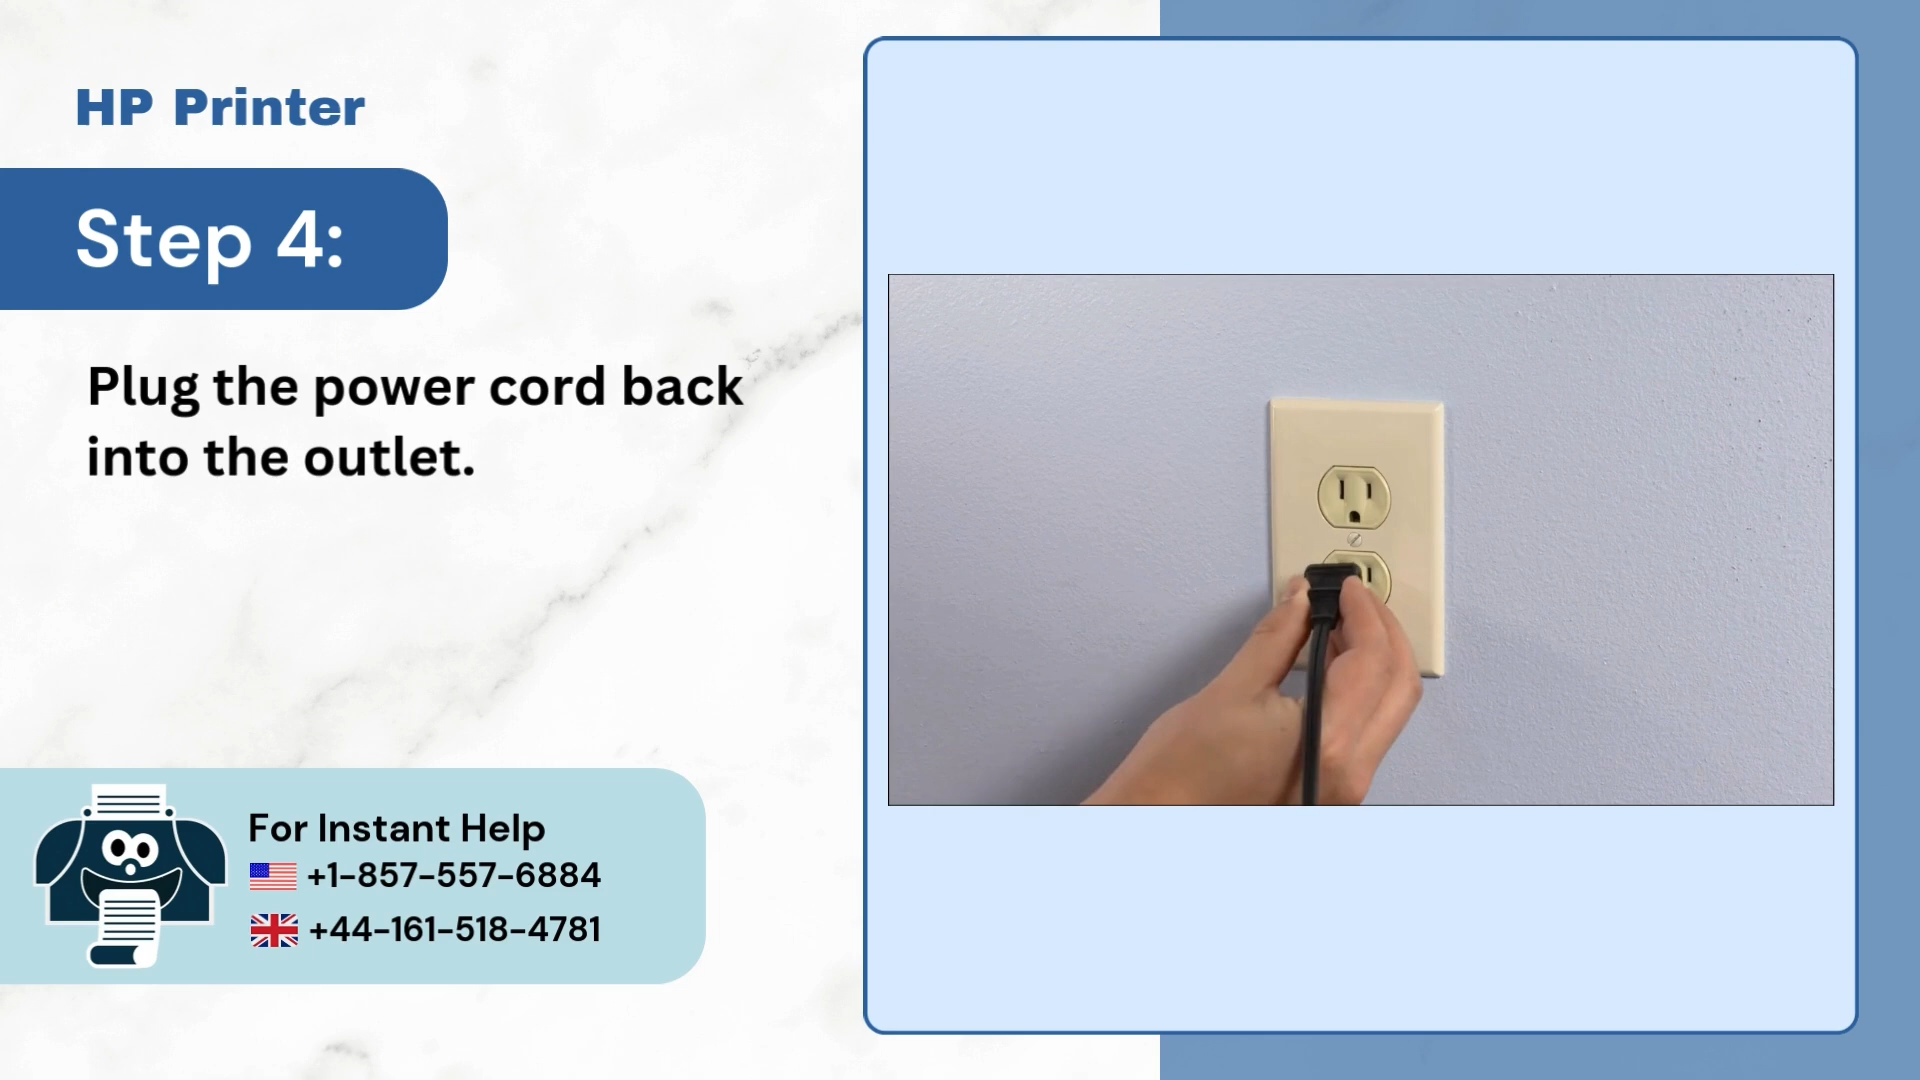 HP Printer
Step 4:
Plug the power cord back
into the outlet.
For Instant Help
+1-857-557-6884
+44-161-518-4781